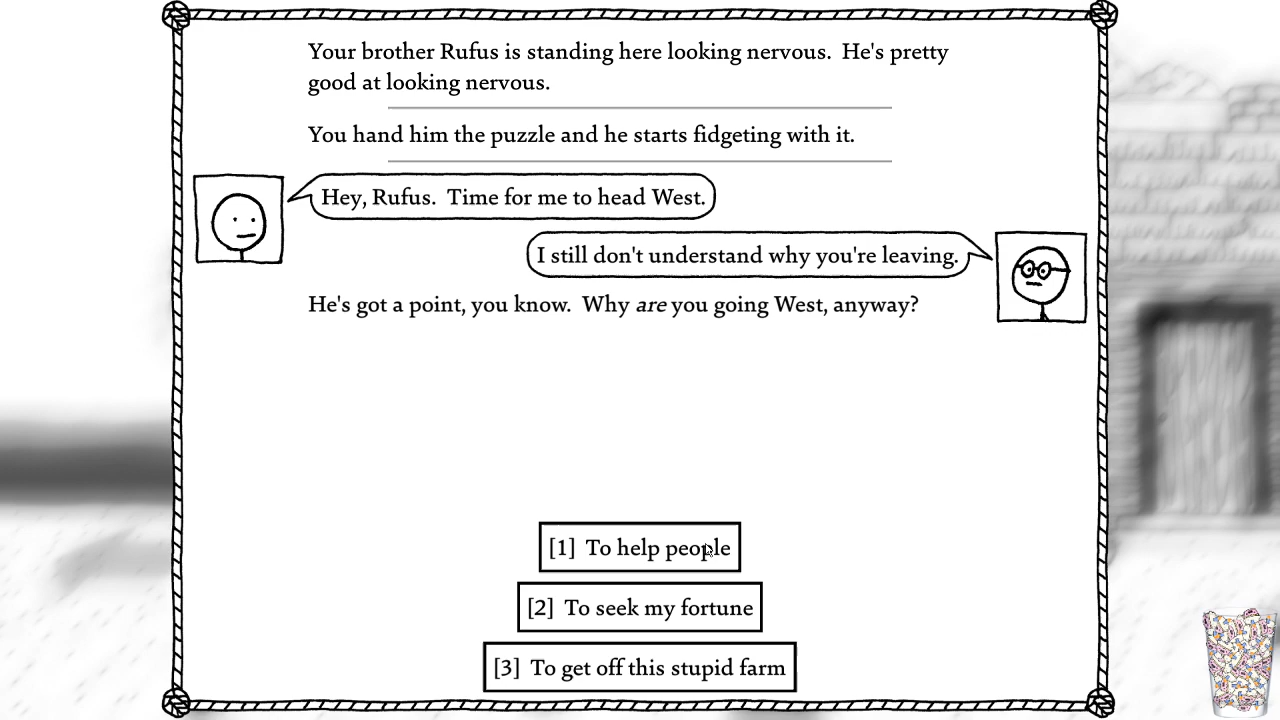 Your brother Rufus is standing here looking nervous.  He's pretty
good at looking nervous.
You hand him the puzzle and he starts fidgeting with it.
Hey, Rufus.  Time for me to head West.
I still don't understand why you're leaving.
He's got a point, you know.  Why are you going West, anyway?
[1]  To help people
[2]  To seek my fortune
[3]  To get off this stupid farm